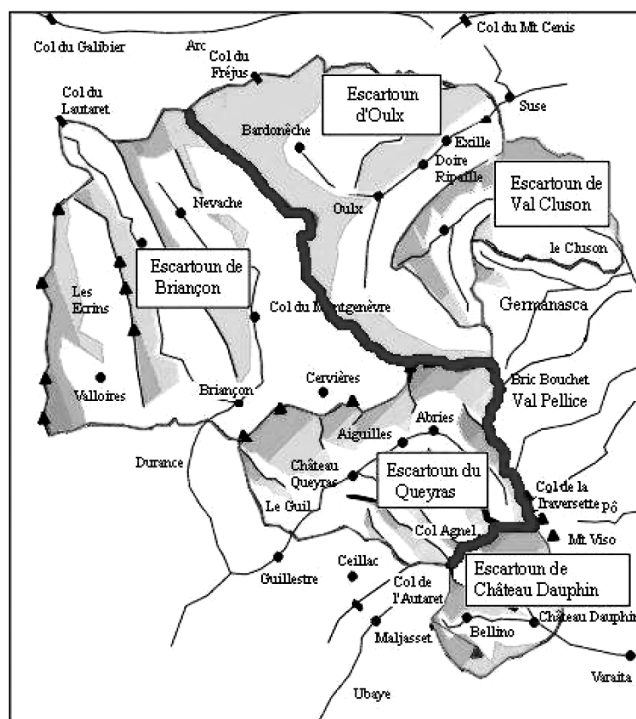 Col du Galibier
Arc
Col du Mt Cenis
Col du
Fréjus
Col du
Lautaret
Escartoun
d'Oulx
Suse
Bardonêche
Exille
Doire
Ripaille
Escartoun de
Val Cluson
Nevache
Oulx
le Cluson
Escartoun de
Briançon
Les
Ecrins
Col du Montgenèvre
Germanasca
Valloires
Briançon
Cervières
Bric Bouchet
Val Pellice
Abries
Aiguilles
Durance
Château
Queyras
Escartoun du
Queyras
Le Guil
Col de la
Traversette
Pô
Col Agnel
Mt Viso
Guillestre
Ceillac
Escartoun de
Château Dauphin
Col de
l'Autaret
Château Dauphin
Maljasset
Bellino
Varaita
Ubaye